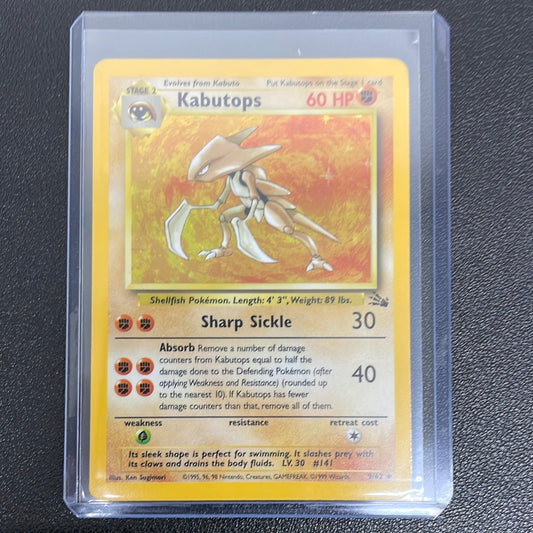 Evolves from Kabuto
Put Kabutops on the Stage 1 card
STAGE 2
Kabutops
60 HP
Shellfish Pokémon. Length: 4' 3", Weight: 89 lbs.
Sharp Sickle 30
Absorb Remove a number of damage
counters from Kabutops equal to half the
damage done to the Defending Pokémon (after
applying Weakness and Resistance) (rounded up
to the nearest 10). If Kabutops has fewer
damage counters than that, remove all of them.
40
weakness resistance retreat cost
Its sleek shape is perfect for swimming. It slashes prey with
its claws and drains the body fluids. LV. 30 #141
Illus. Ken Sugimori
©1995, 96, 98 Nintendo, Creatures, GAMEFREAK. ©1999 Wizards.
9/62